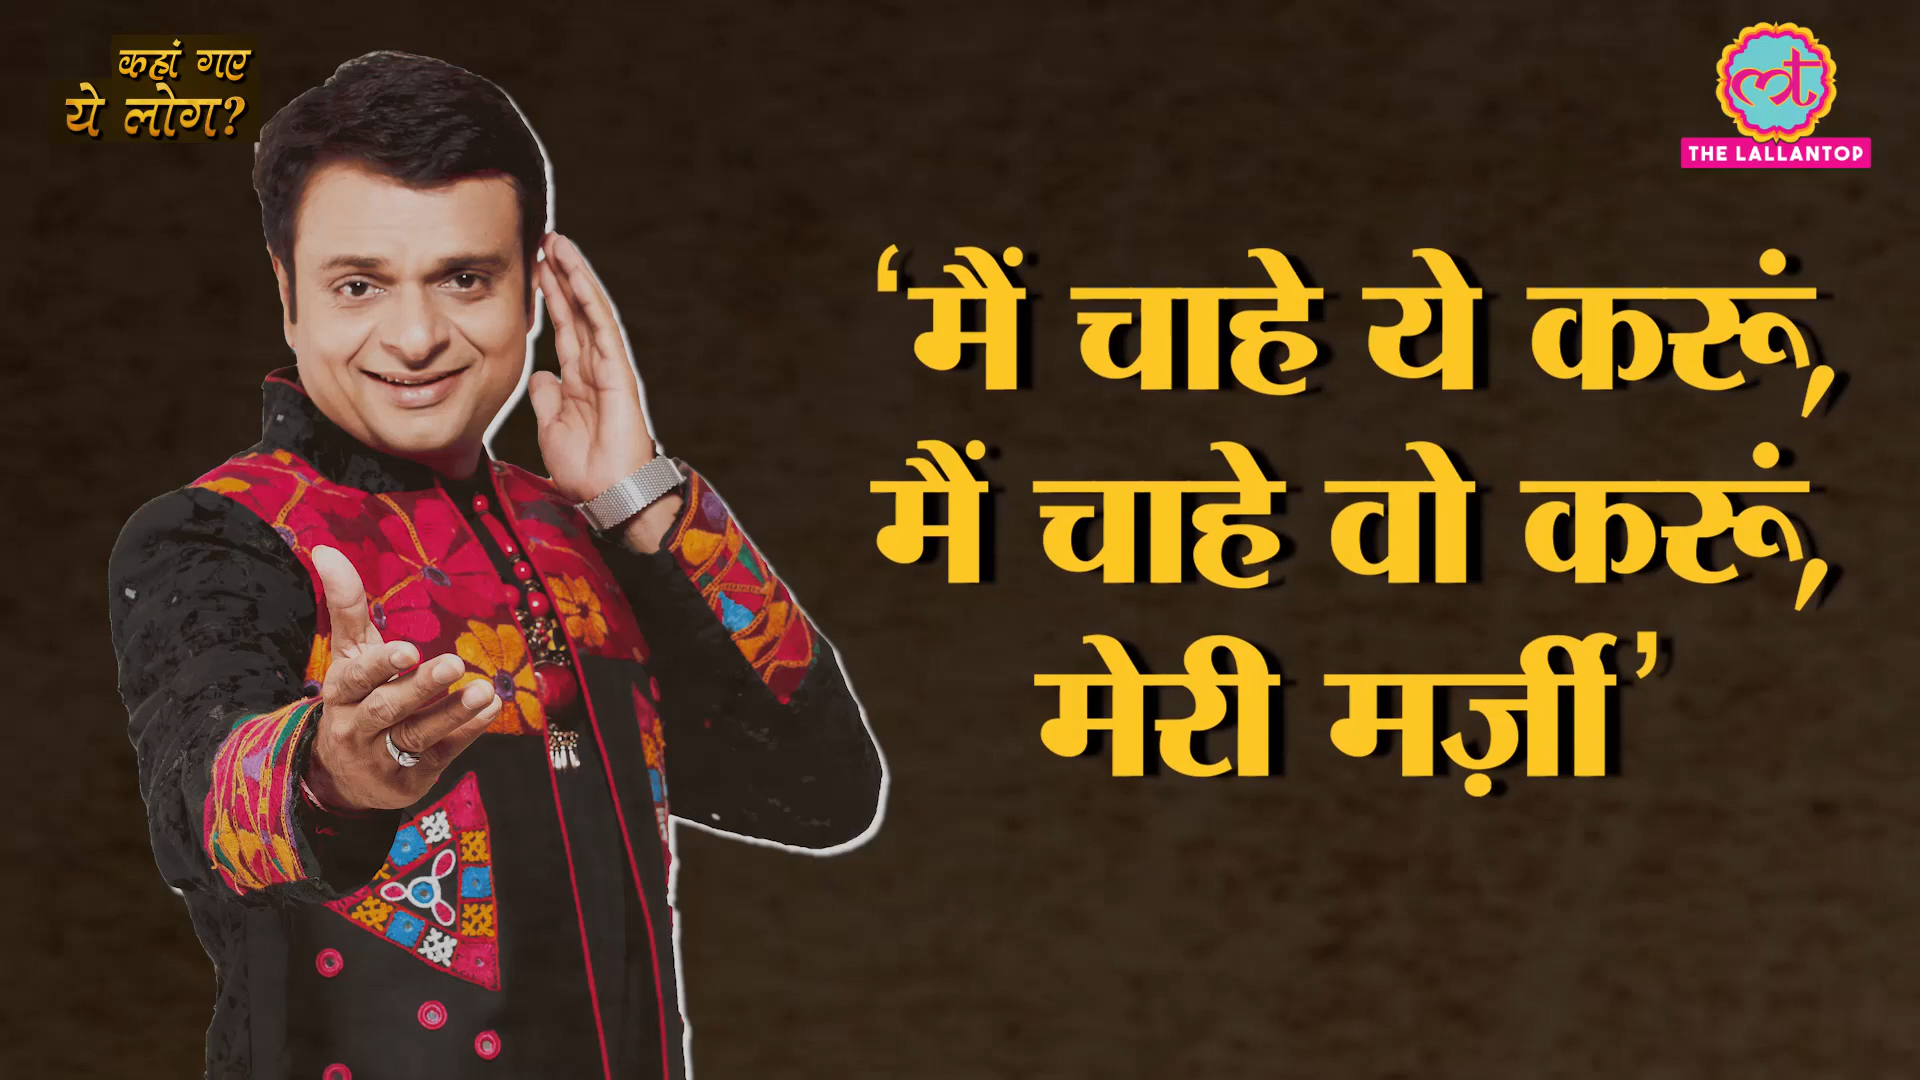 कहां गए
ये लोग?
THE LALLANTOP
‘मैं चाहे ये करूं,
मैं चाहे वो करूं,
मेरी मर्ज़ी’